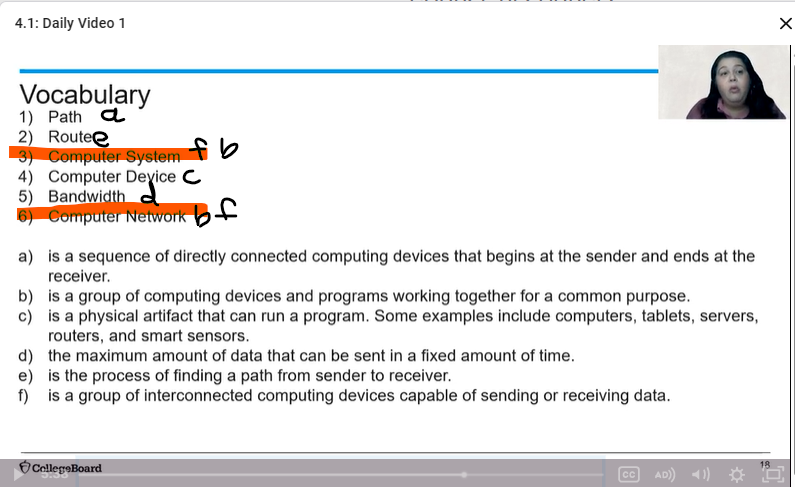 4.1: Daily Video 1
Vocabulary
1) Path a
2) Route e
3) Computer System f b
4) Computer Device c
5) Bandwidth d
6) Computer Network b f
a) is a sequence of directly connected computing devices that begins at the sender and ends at the
receiver.
b) is a group of computing devices and programs working together for a common purpose.
c) is a physical artifact that can run a program. Some examples include computers, tablets, servers,
routers, and smart sensors.
d) the maximum amount of data that can be sent in a fixed amount of time.
e) is the process of finding a path from sender to receiver.
f) is a group of interconnected computing devices capable of sending or receiving data.
CollegeBoard
18
CC AD